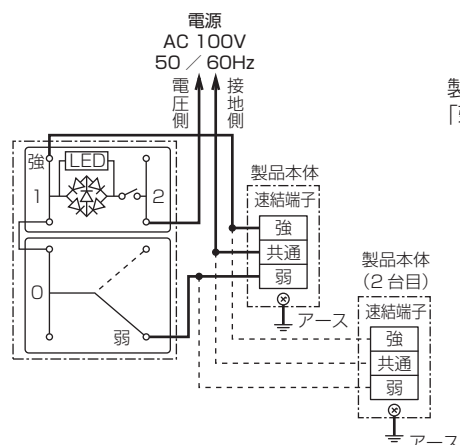 電源
AC 100V
50／60Hz
電圧側
接地側
強
LED
1
2
0
弱
製品本体
速結端子
強
共通
弱
アース
製品本体
(2台目)
速結端子
強
共通
弱
アース